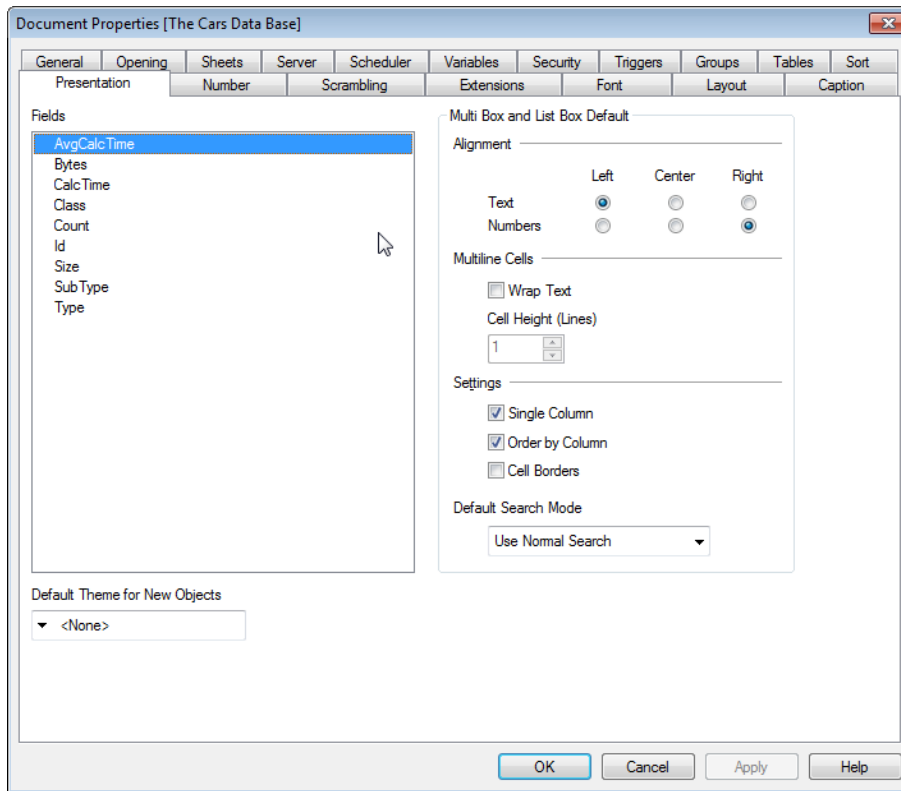 Document Properties [The Cars Data Base]
General Opening Sheets Server Scheduler Variables Security Triggers Groups Tables Sort
Presentation Number Scrambling Extensions Font Layout Caption
Fields
AvgCalcTime
Bytes
CalcTime
Class
Count
Id
Size
SubType
Type
Multi Box and List Box Default
Alignment
Left Center Right
Text
Numbers
Multiline Cells
Wrap Text
Cell Height (Lines)
1
Settings
Single Column
Order by Column
Cell Borders
Default Search Mode
Use Normal Search
Default Theme for New Objects
<None>
OK Cancel Apply Help